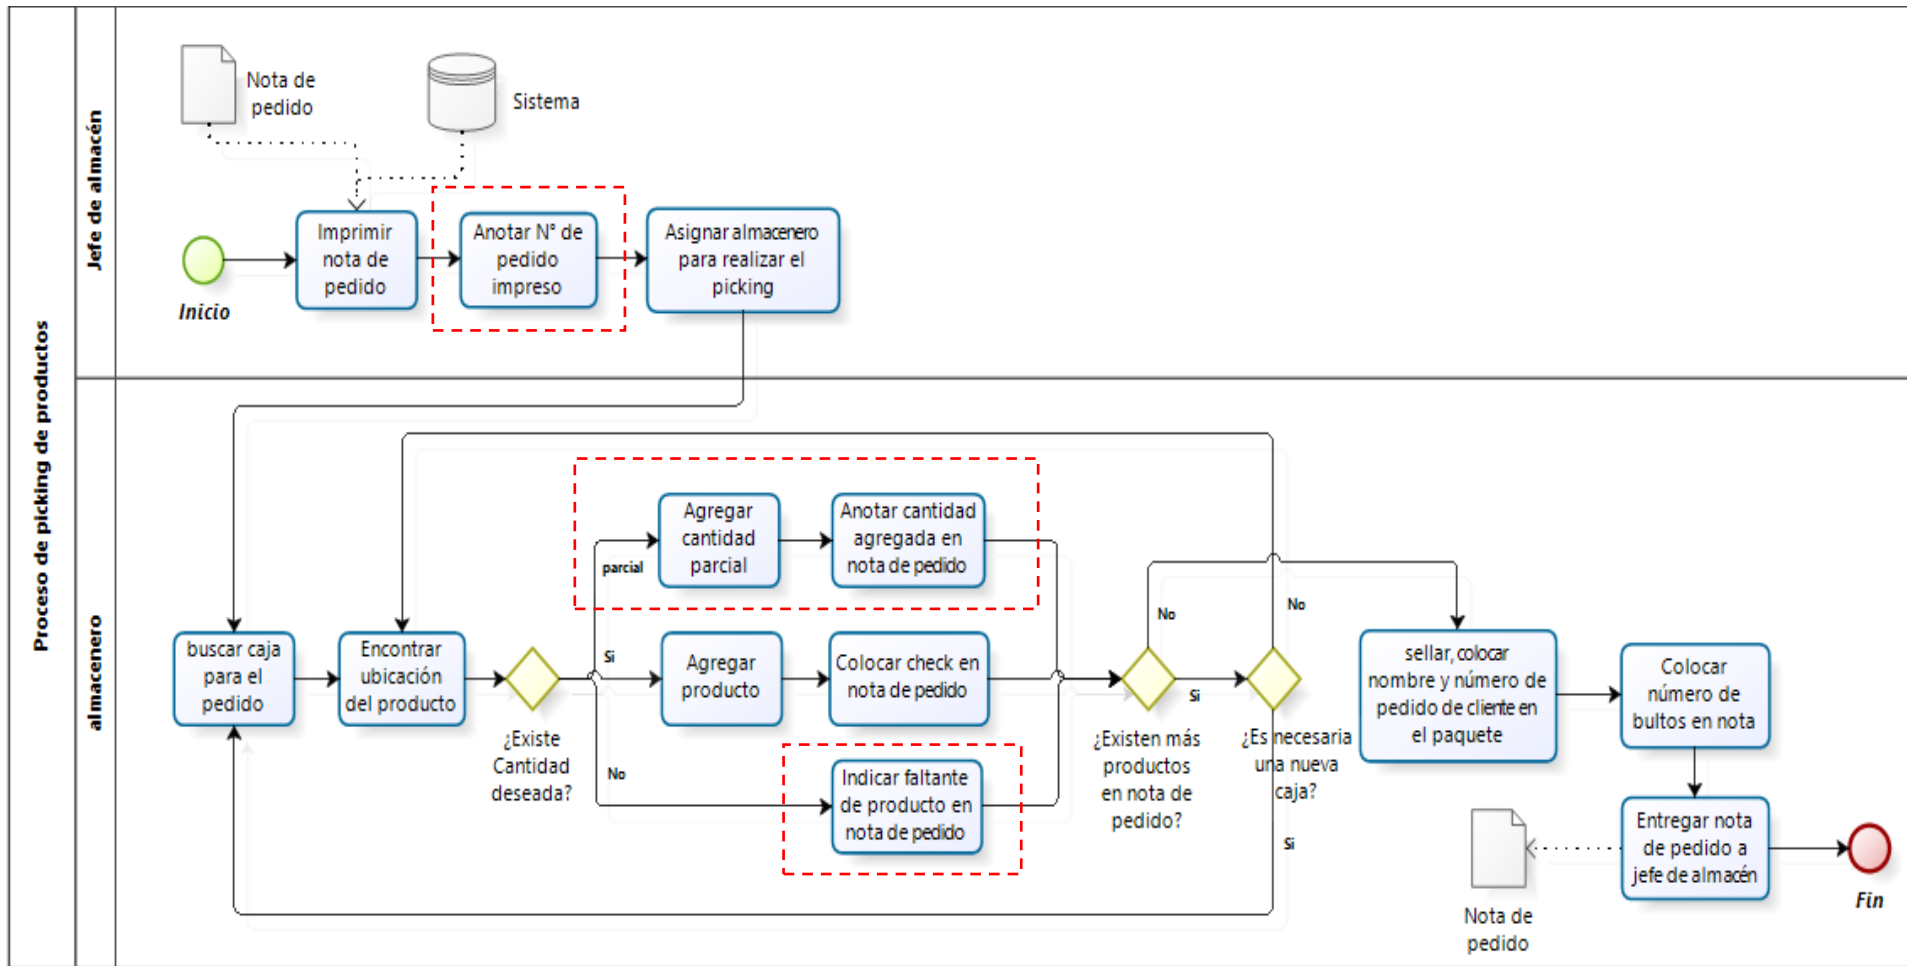 Proceso de picking de productos
Jefe de almacén
Nota de
pedido
Sistema
Inicio
Imprimir
nota de
pedido
Anotar N° de
pedido
impreso
Asignar almacenero
para realizar el
picking
almacenero
buscar caja
para el
pedido
Encontrar
ubicación
del producto
¿Existe
Cantidad
deseada?
parcial
Agregar
cantidad
parcial
Anotar cantidad
agregada en
nota de pedido
Si
Agregar
producto
Colocar check en
nota de pedido
No
Indicar faltante
de producto en
nota de pedido
¿Existen más
productos
en nota de
pedido?
No
Si
¿Es necesaria
una nueva
caja?
No
Si
sellar, colocar
nombre y número de
pedido de cliente en
el paquete
Colocar
número de
bultos en nota
Entregar nota
de pedido a
jefe de almacén
Nota de
pedido
Fin